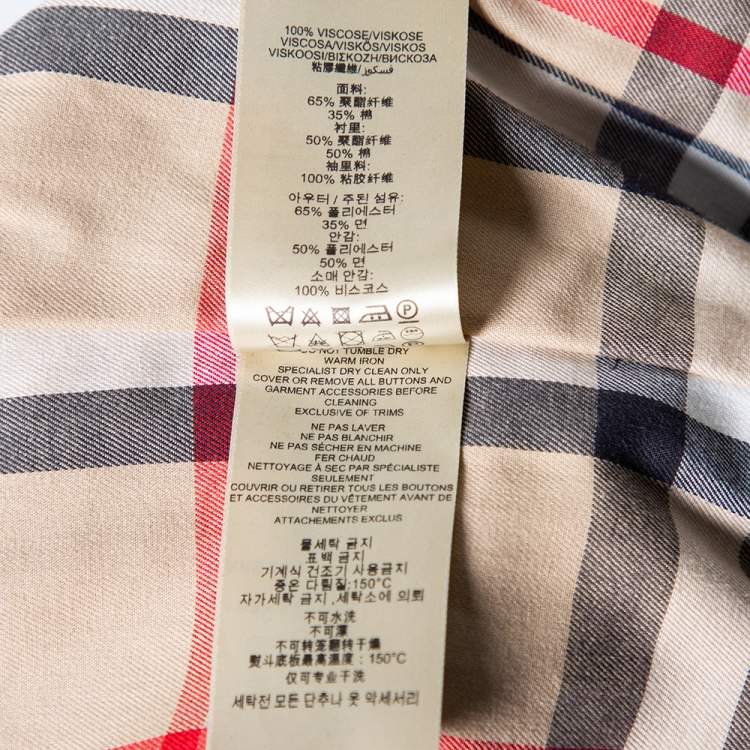 100% VISCOSE/VISKOSE
VISCOSA/VISKÓS/VISKOS
VISKOOSI/ΒΙΣΚΟΖΗ/ВИСКОЗА
粘膠纖維/فسكوز
面料:
65% 聚酯纤维
35% 棉
衬里:
50% 聚酯纤维
50% 棉
袖里料:
100% 粘胶纤维
아우터 / 주된 섬유:
65% 폴리에스터
35% 면
안감:
50% 폴리에스터
50% 면
소매 안감:
100% 비스코스
P
DO NOT TUMBLE DRY
WARM IRON
SPECIALIST DRY CLEAN ONLY
COVER OR REMOVE ALL BUTTONS AND
GARMENT ACCESSORIES BEFORE
CLEANING
EXCLUSIVE OF TRIMS
NE PAS LAVER
NE PAS BLANCHIR
NE PAS SÉCHER EN MACHINE
FER CHAUD
NETTOYAGE À SEC PAR SPÉCIALISTE
SEULEMENT
COUVRIR OU RETIRER TOUS LES BOUTONS
ET ACCESSOIRES DU VÊTEMENT AVANT DE
NETTOYER
ATTACHEMENTS EXCLUS
물세탁 금지
표백 금지
기계식 건조기 사용금지
중온 다림질:150°C
자가세탁 금지 ,세탁소에 의뢰
不可水洗
不可漂
不可转笼翻转干燥
熨斗底板最高温度：150°C
仅可专业干洗
세탁전 모든 단추나 옷 악세서리